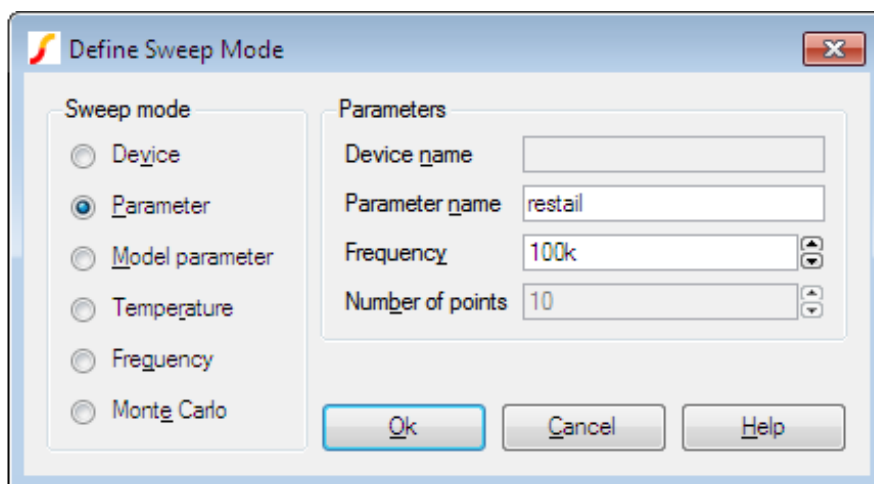 Define Sweep Mode
Sweep mode
Device
Parameter
Model parameter
Temperature
Frequency
Monte Carlo
Parameters
Device name
Parameter name restail
Frequency 100k
Number of points 10
Ok Cancel Help